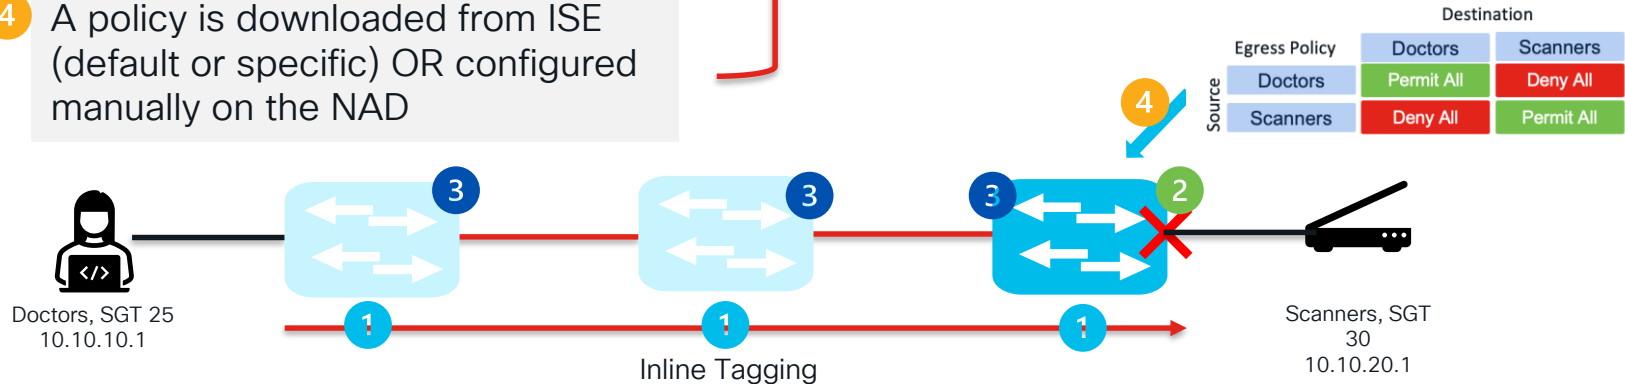 4 A policy is downloaded from ISE
(default or specific) OR configured
manually on the NAD
Destination
Egress Policy Doctors Scanners
Source
Doctors Permit All Deny All
Scanners Deny All Permit All
4
3 3 3 2
</>
Doctors, SGT 25
10.10.10.1
1 1 1
Inline Tagging
Scanners, SGT
30
10.10.20.1